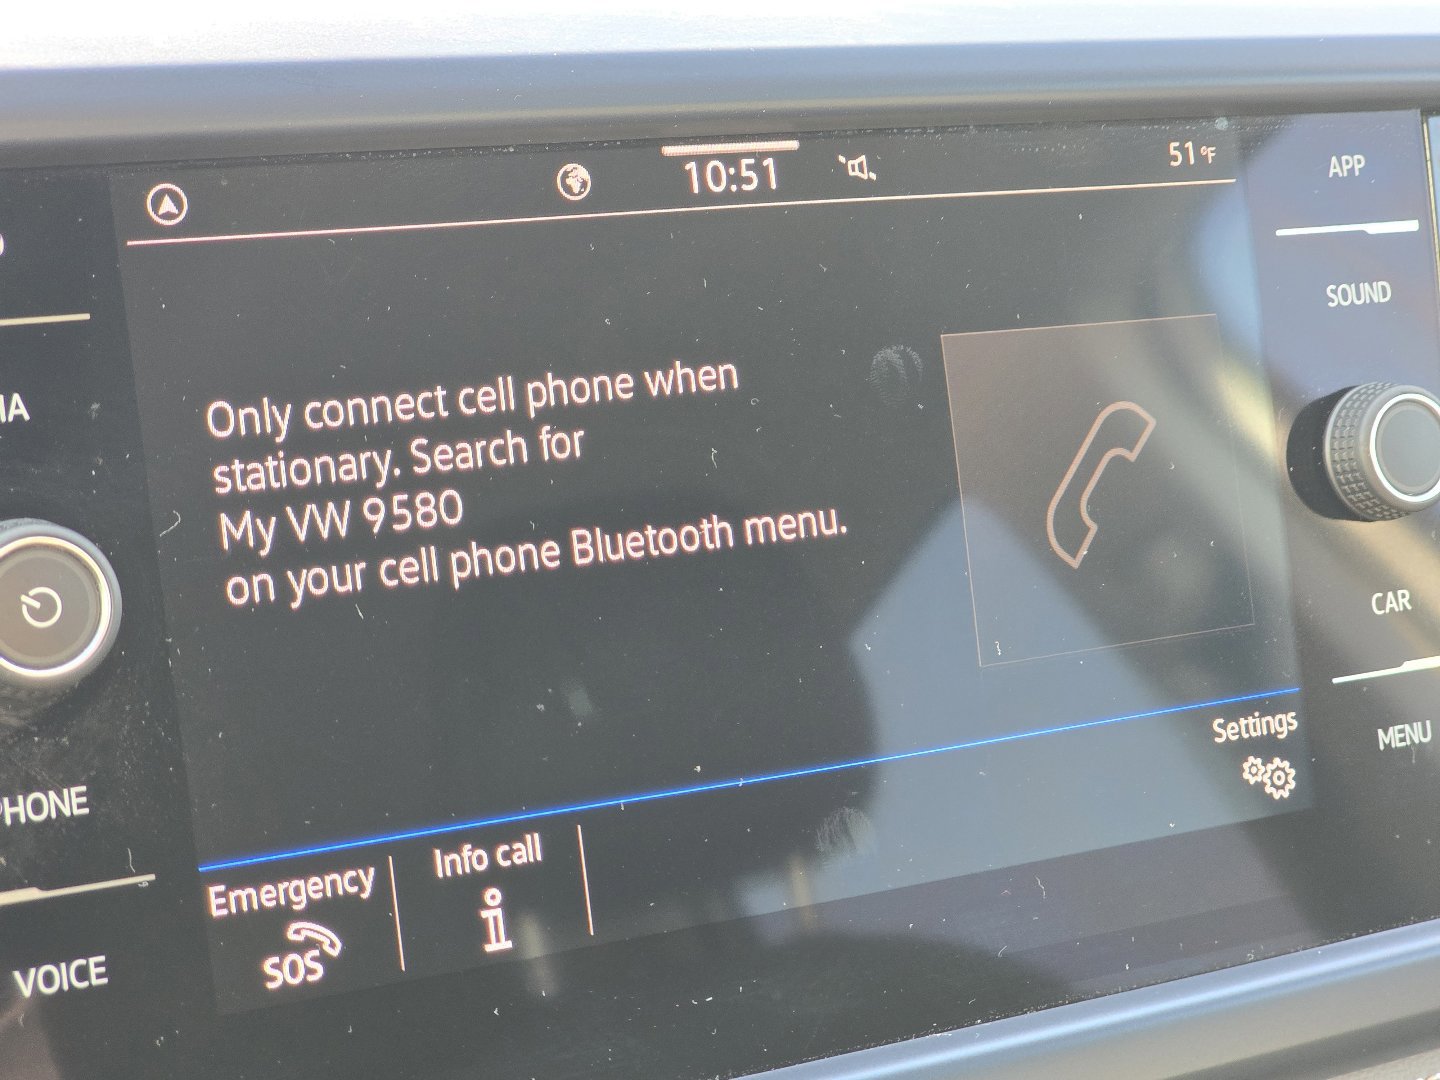 10:51
51°F
APP
SOUND
Only connect cell phone when
stationary. Search for
My VW 9580
on your cell phone Bluetooth menu.
CAR
Settings
MENU
PHONE
Emergency
SOS
Info call
i
VOICE